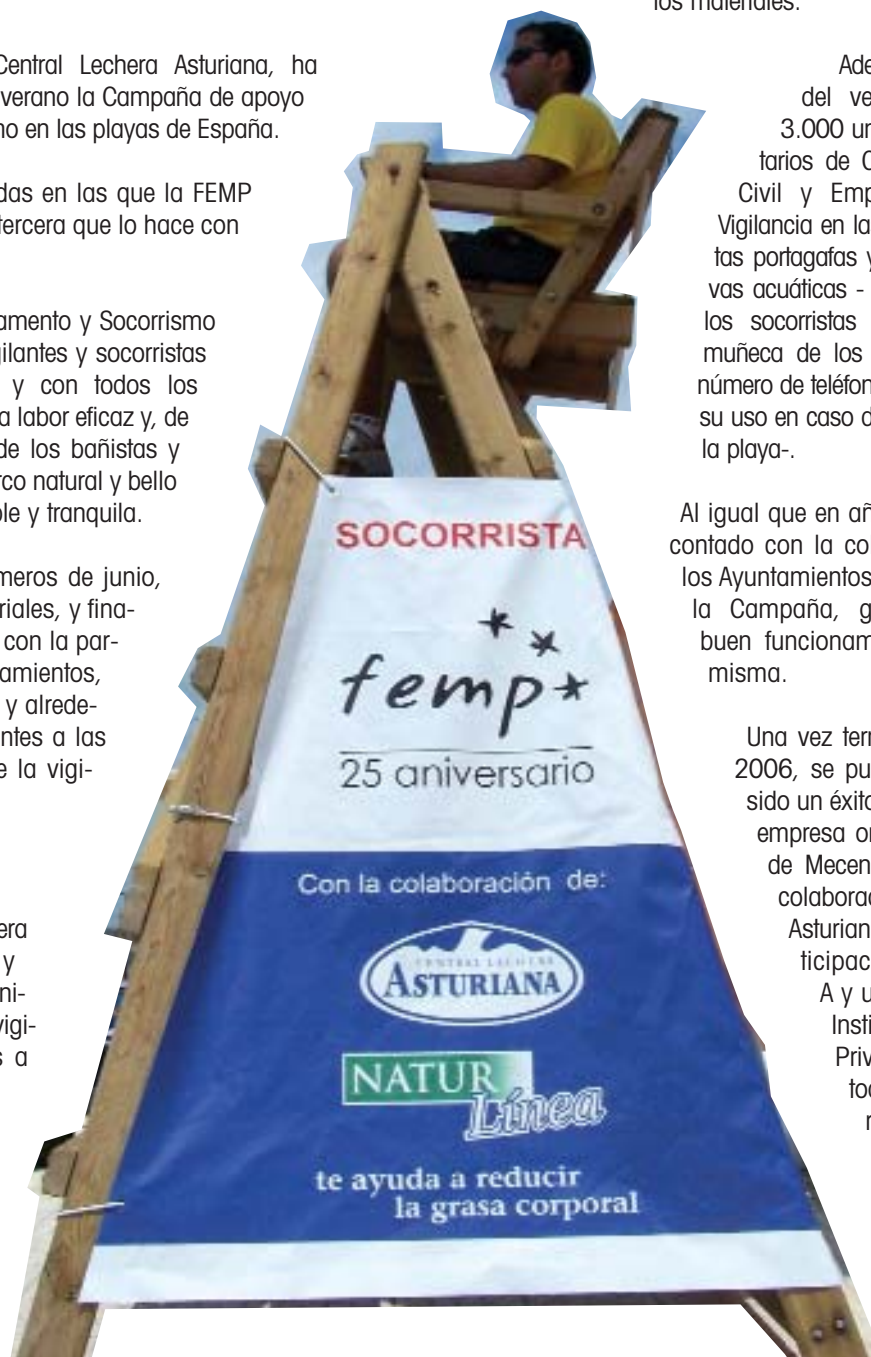 Central Lechera Asturiana, ha
verano la Campaña de apoyo
no en las playas de España.
das en las que la FEMP
tercera que lo hace con
amento y Socorrismo
gilantes y socorristas
y con todos los
a labor eficaz y, de
de los bañistas y
rco natural y bello
ble y tranquila.
meros de junio,
riales, y fina-
con la par-
tamientos,
y alrede-
ntes a las
e la vigi-
era
y
ni-
vigi-
s a
SOCORRISTA
femp
25 aniversario
Con la colaboración de:
CENTRAL LECHERA
ASTURIANA
NATUR
Línea
te ayuda a reducir
la grasa corporal
los materiales.
Ade
del ve
3.000 un
tarios de C
Civil y Emp
Vigilancia en la
tas portagafas y
vas acuáticas -
los socorristas
muñeca de los
número de teléfon
su uso en caso d
la playa-.
Al igual que en añ
contado con la co
los Ayuntamientos
la Campaña, g
buen funcionam
misma.
Una vez term
2006, se pu
sido un éxito
empresa or
de Mecen
colaborac
Asturian
ticipac
A y u
Insti
Priv
too